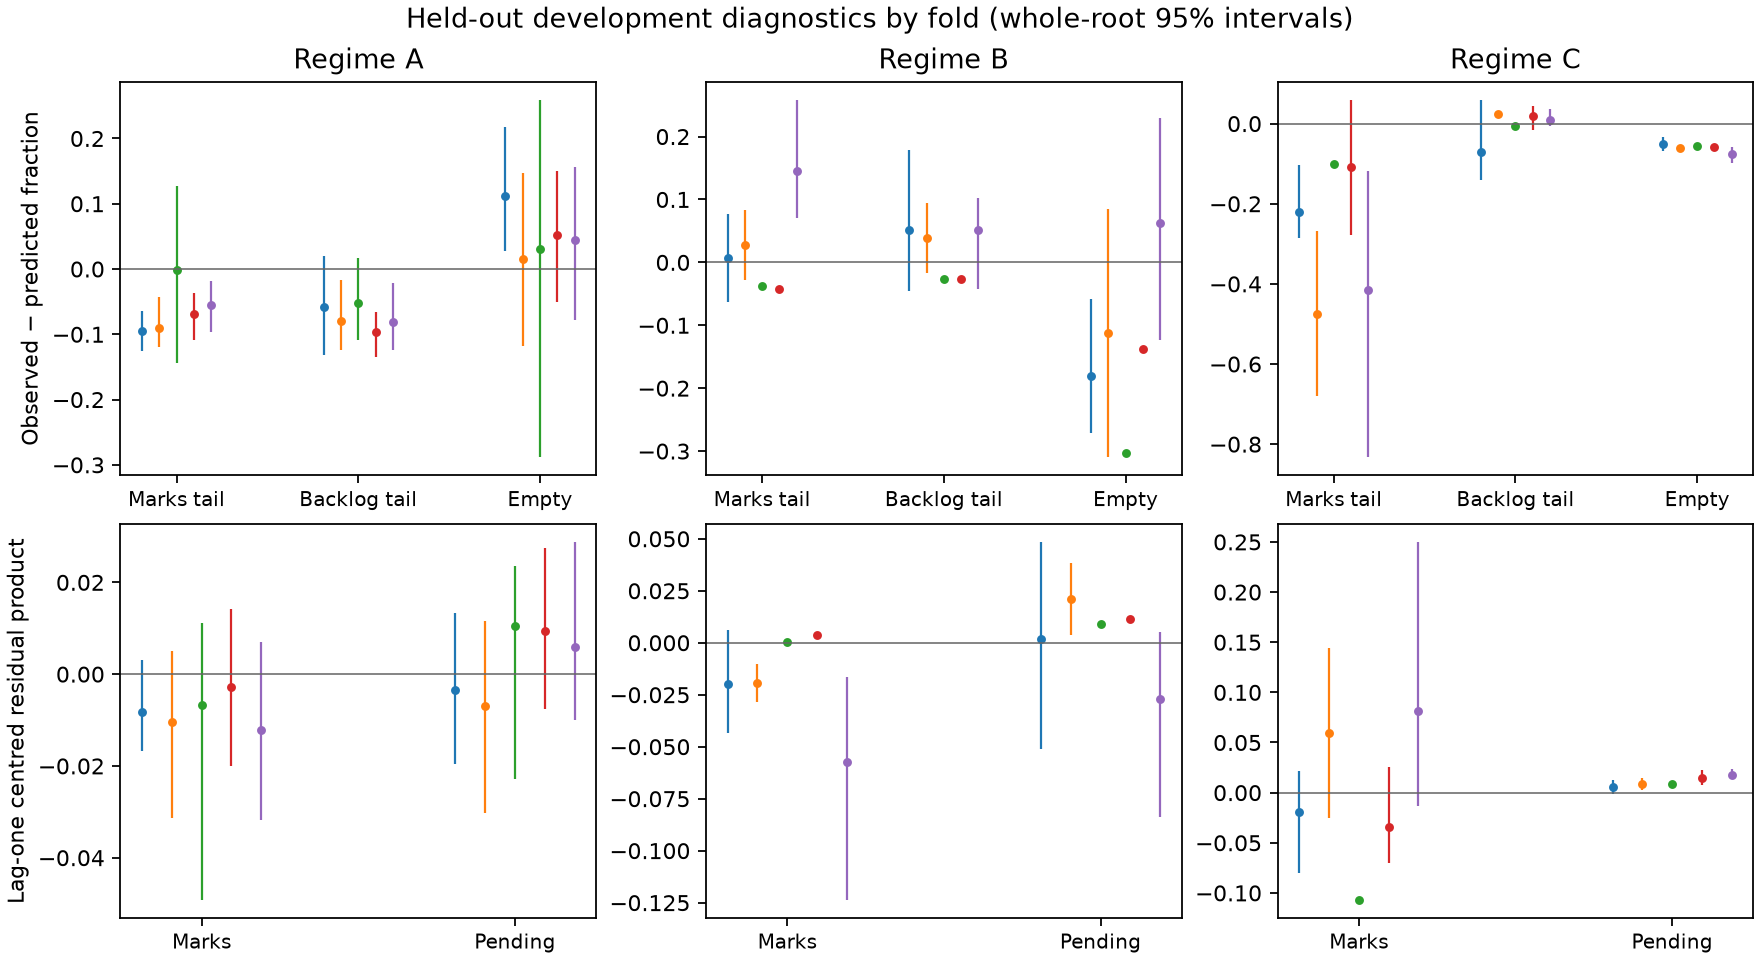 Held-out development diagnostics by fold (whole-root 95% intervals)
Regime A
Regime B
Regime C
Observed − predicted fraction
0.2
0.1
0.0
−0.1
−0.2
−0.3
Marks tail
Backlog tail
Empty
0.2
0.1
0.0
−0.1
−0.2
−0.3
Marks tail
Backlog tail
Empty
0.0
−0.2
−0.4
−0.6
−0.8
Marks tail
Backlog tail
Empty
Lag-one centred residual product
0.02
0.00
−0.02
−0.04
Marks
Pending
0.050
0.025
0.000
−0.025
−0.050
−0.075
−0.100
−0.125
Marks
Pending
0.25
0.20
0.15
0.10
0.05
0.00
−0.05
−0.10
Marks
Pending